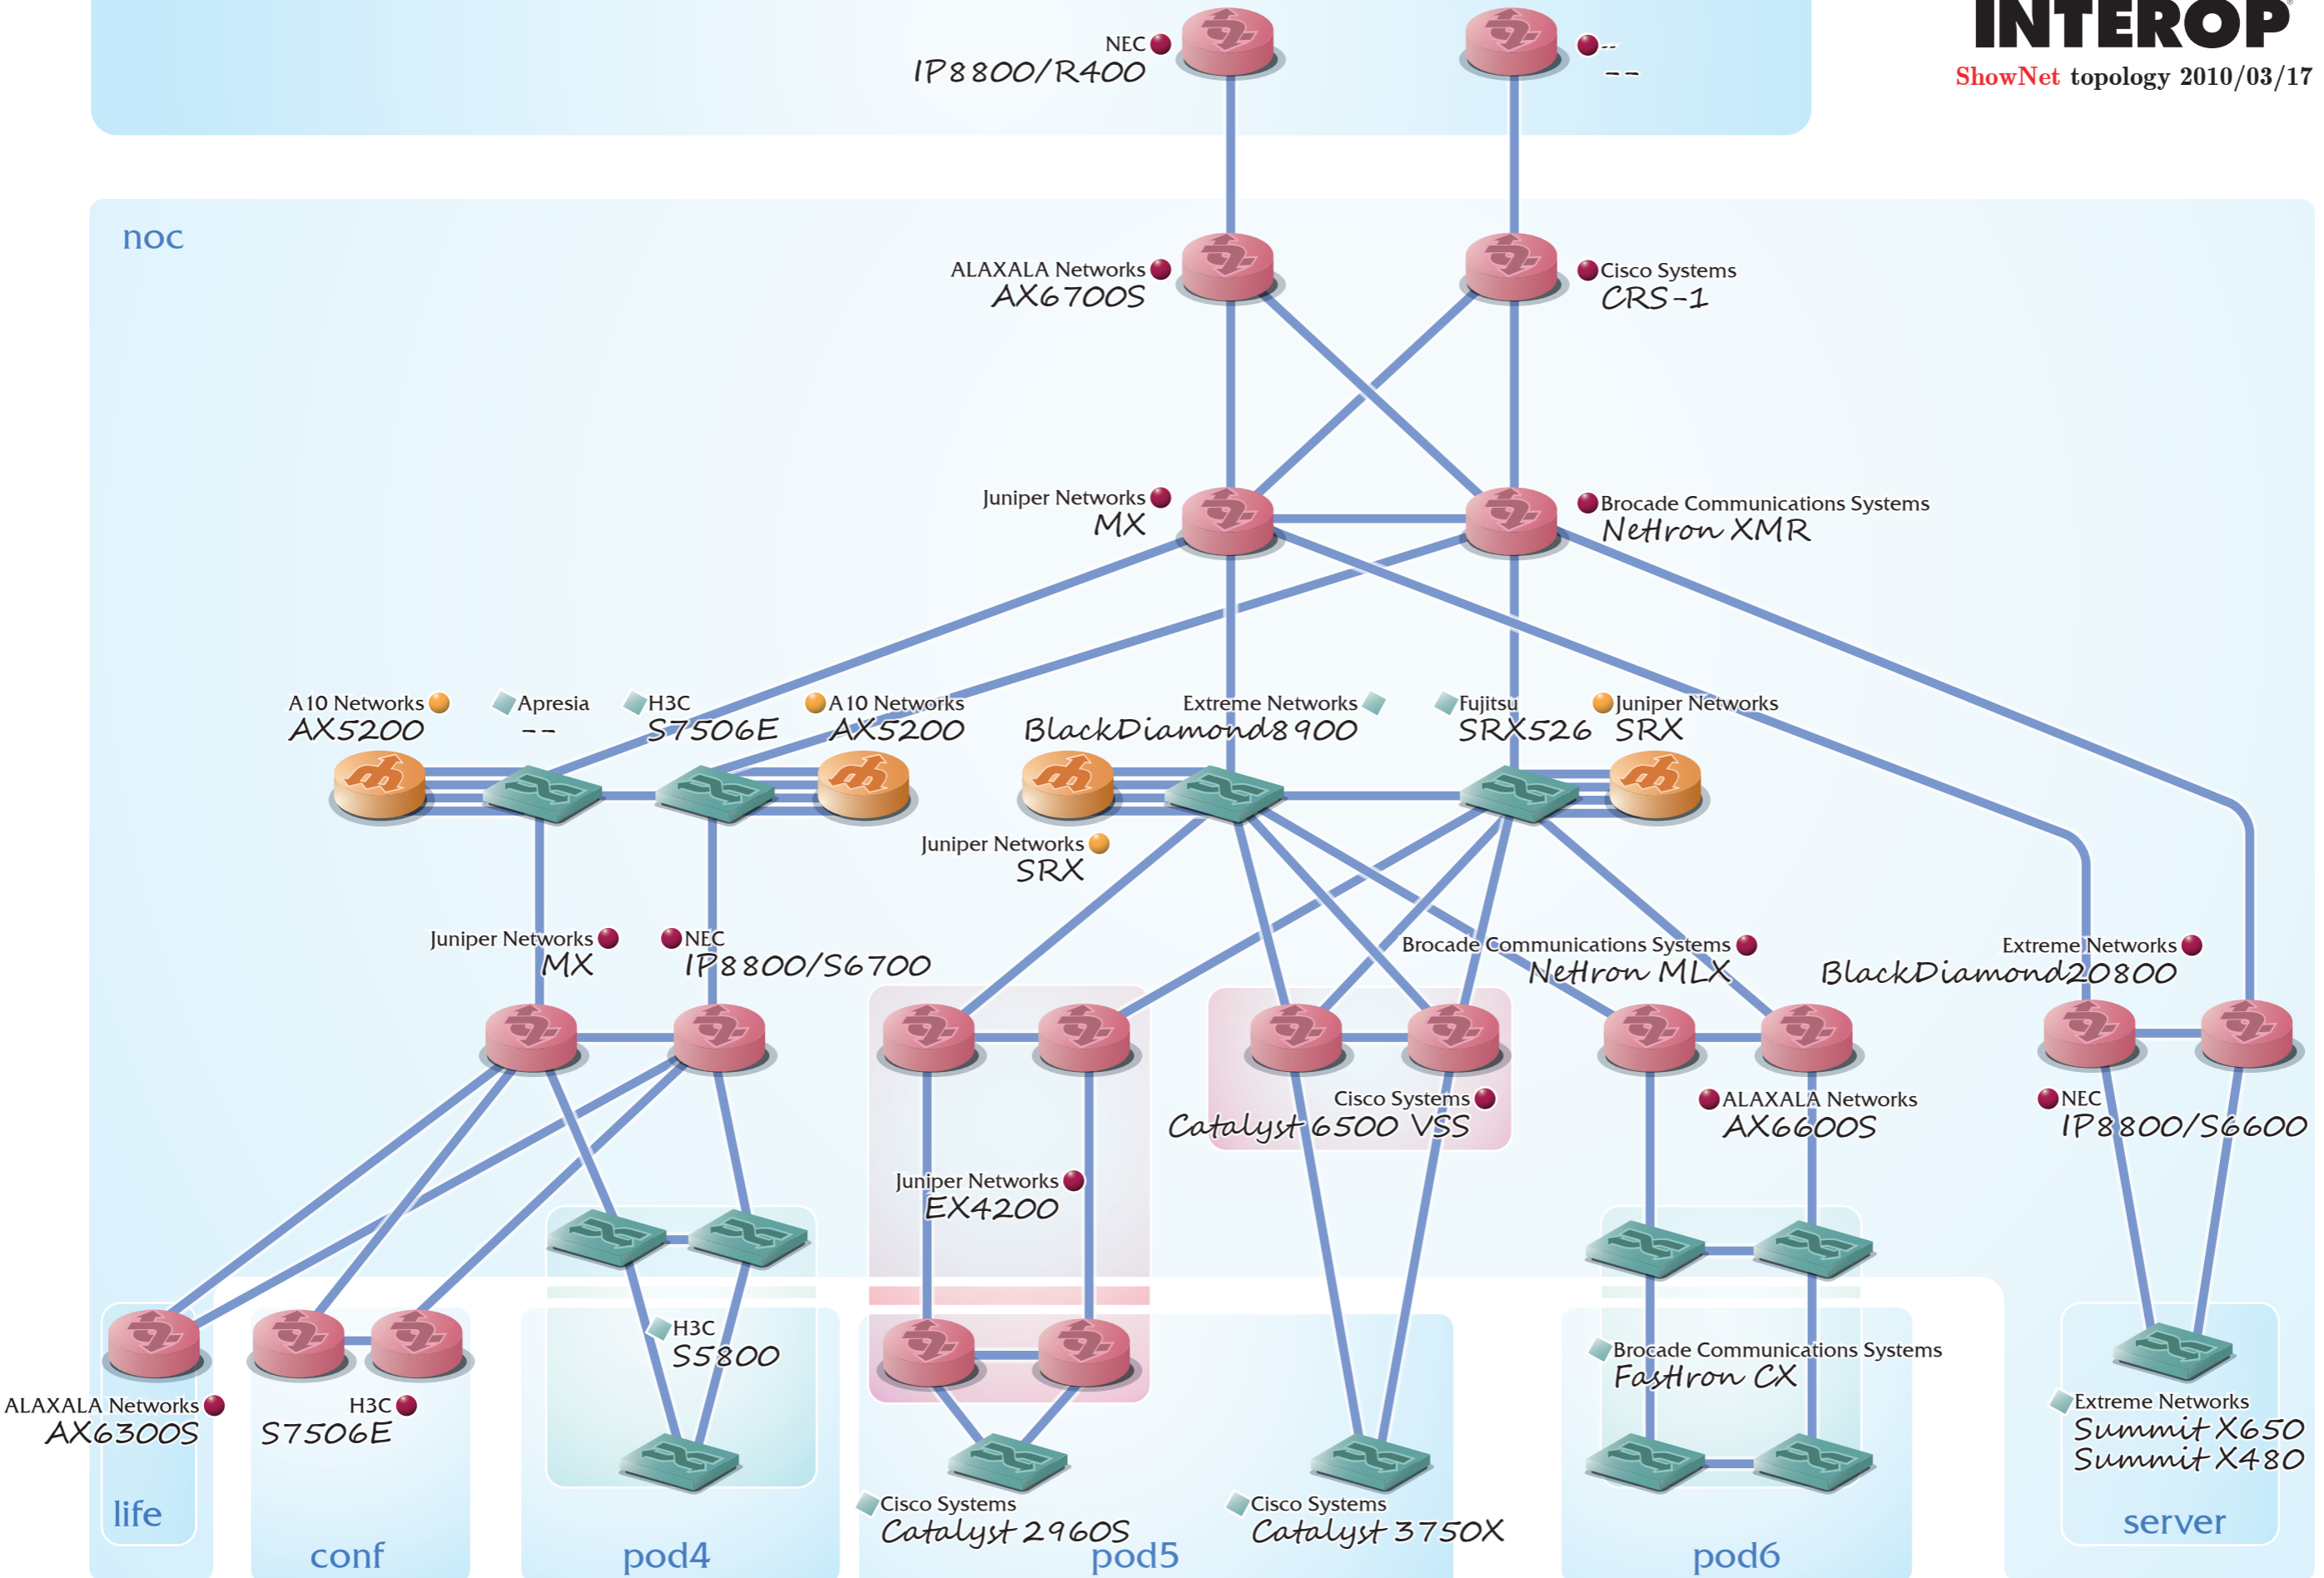 INTEROP®
ShowNet topology 2010/03/17
NEC
IP8800/R400
--
--
noc
ALAXALA Networks
AX6700S
Cisco Systems
CRS-1
Juniper Networks
MX
Brocade Communications Systems
NetIron XMR
A10 Networks
AX5200
Apresia
--
H3C
S7506E
A10 Networks
AX5200
Extreme Networks
BlackDiamond8900
Fujitsu
SRX526
Juniper Networks
SRX
Juniper Networks
SRX
Juniper Networks
MX
NEC
IP8800/S6700
Brocade Communications Systems
NetIron MLX
Extreme Networks
BlackDiamond20800
Cisco Systems
Catalyst 6500 VSS
ALAXALA Networks
AX6600S
NEC
IP8800/S6600
Juniper Networks
EX4200
H3C
S5800
Brocade Communications Systems
FastIron CX
ALAXALA Networks
AX6300S
H3C
S7506E
Extreme Networks
Summit X650
Summit X480
Cisco Systems
Catalyst 2960S
Cisco Systems
Catalyst 3750X
life
conf
pod4
pod5
pod6
server